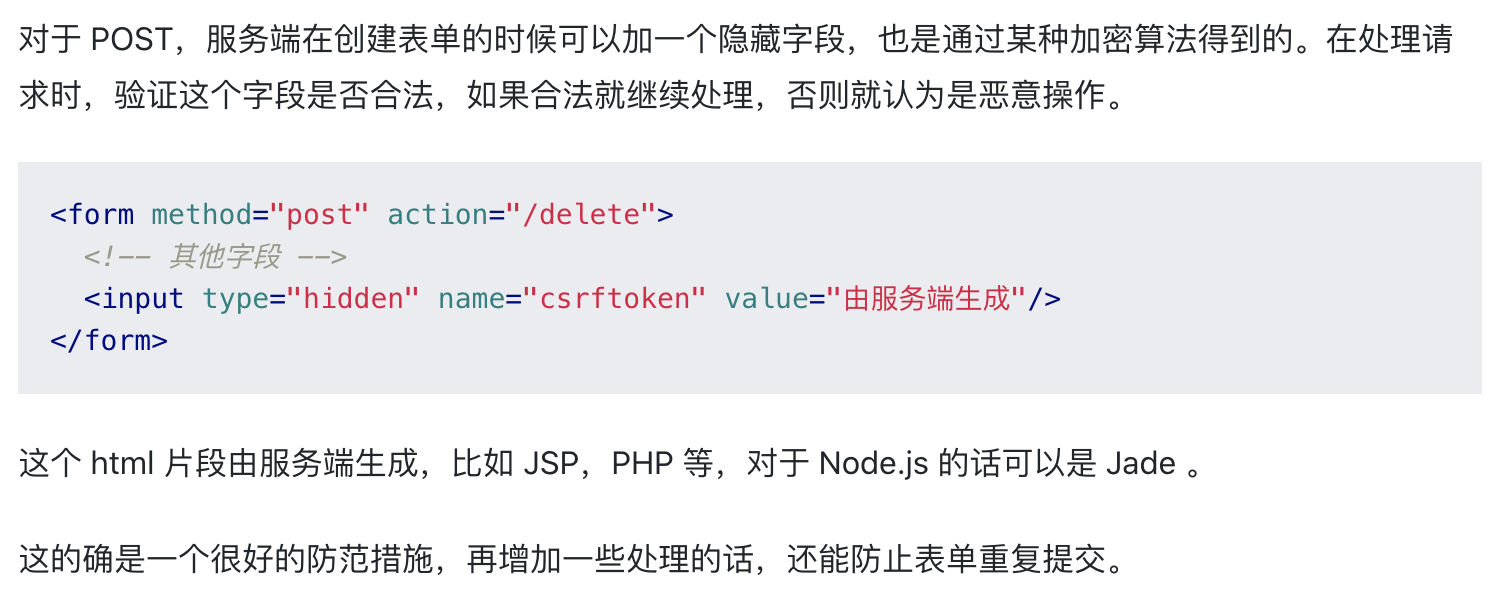 对于 POST，服务端在创建表单的时候可以加一个隐藏字段，也是通过某种加密算法得到的。在处理请
求时，验证这个字段是否合法，如果合法就继续处理，否则就认为是恶意操作。
<form method="post" action="/delete">
  <!-- 其他字段 -->
  <input type="hidden" name="csrftoken" value="由服务端生成"/>
</form>
这个 html 片段由服务端生成，比如 JSP，PHP 等，对于 Node.js 的话可以是 Jade 。
这的确是一个很好的防范措施，再增加一些处理的话，还能防止表单重复提交。